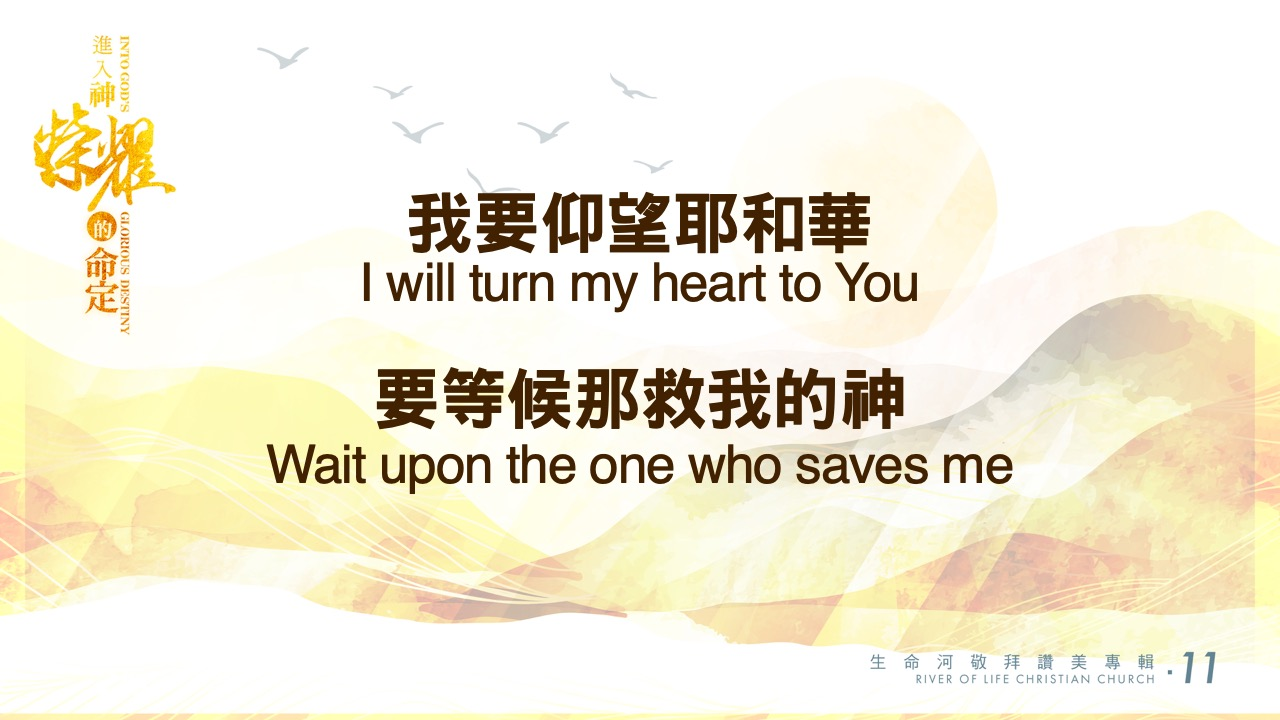 進入神
榮耀
的
命定
INTO GOD'S
GLORIOUS DESTINY
我要仰望耶和華
I will turn my heart to You
要等候那救我的神
Wait upon the one who saves me
生命河敬拜讚美專輯
RIVER OF LIFE CHRISTIAN CHURCH
·11